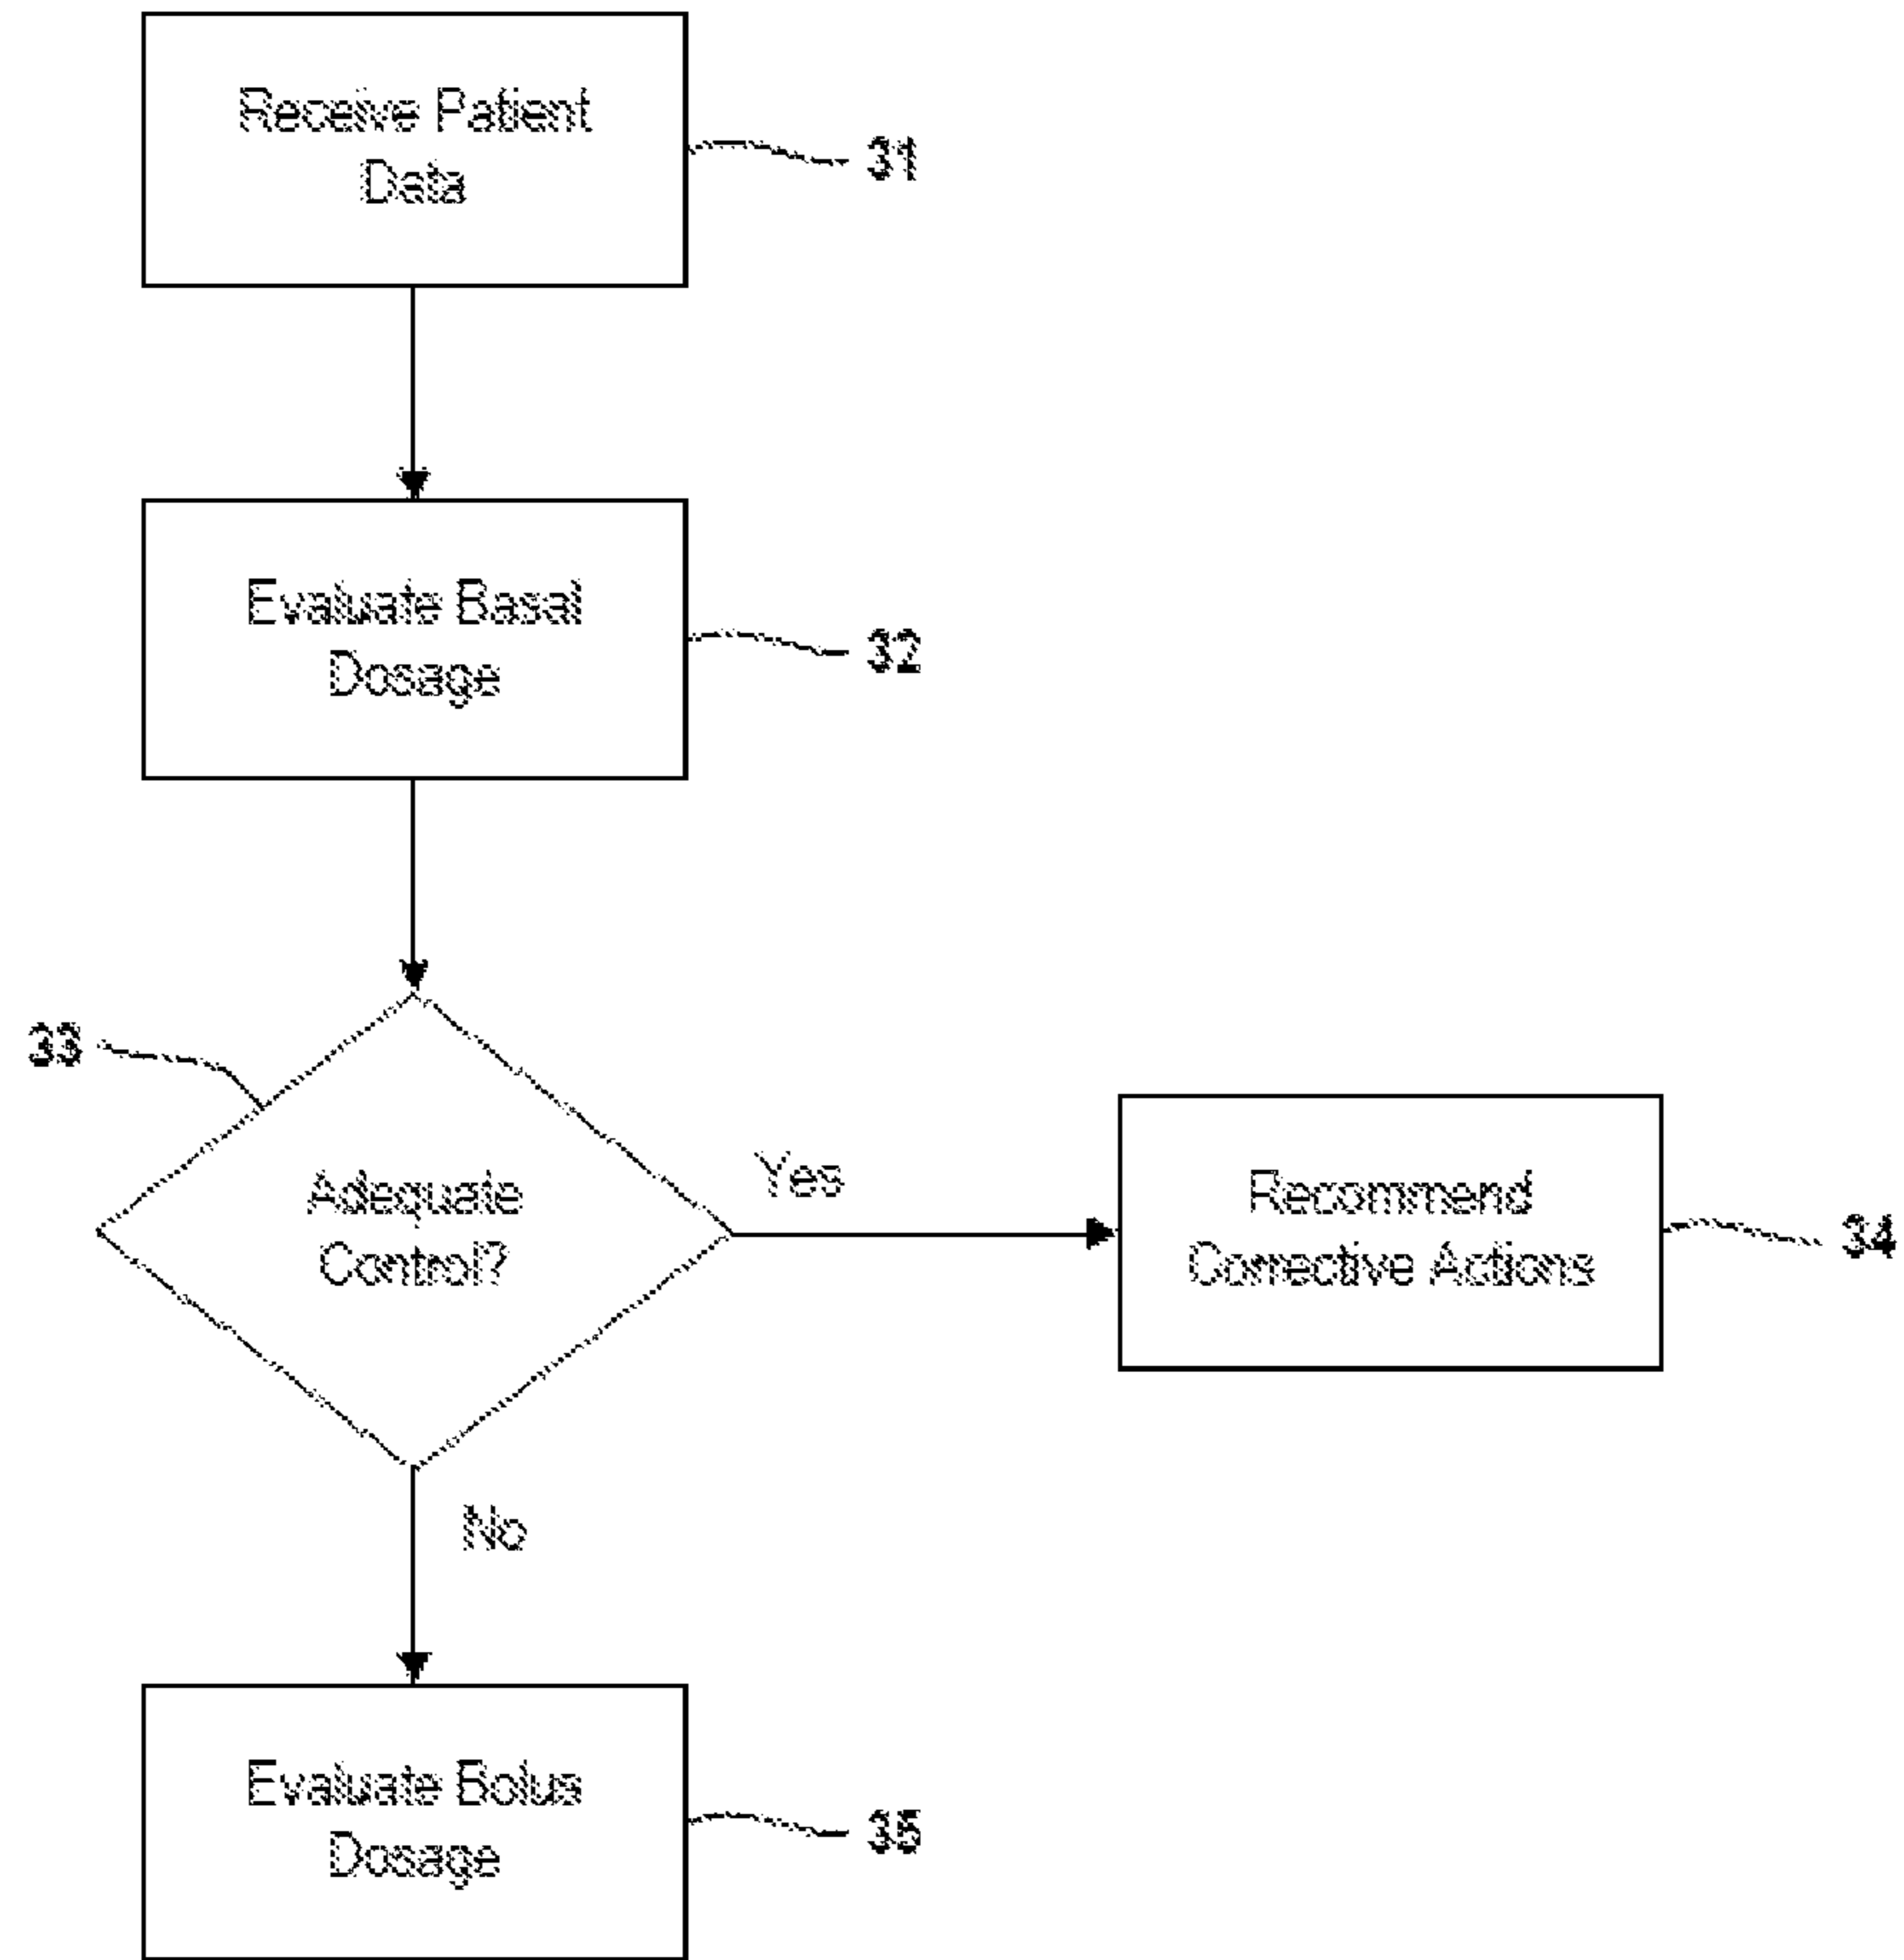 Receive Patient
Data
31
Evaluate Basal
Dosage
32
33
Adequate
Control?
Yes
Recommend
Corrective Actions
34
No
Evaluate Bolus
Dosage
35